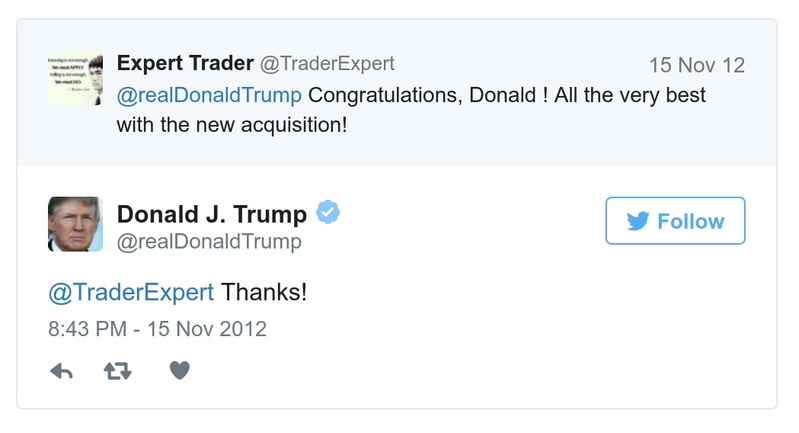 Expert Trader @TraderExpert
15 Nov 12
@realDonaldTrump Congratulations, Donald ! All the very best
with the new acquisition!
Donald J. Trump
@realDonaldTrump
Follow
@TraderExpert Thanks!
8:43 PM - 15 Nov 2012